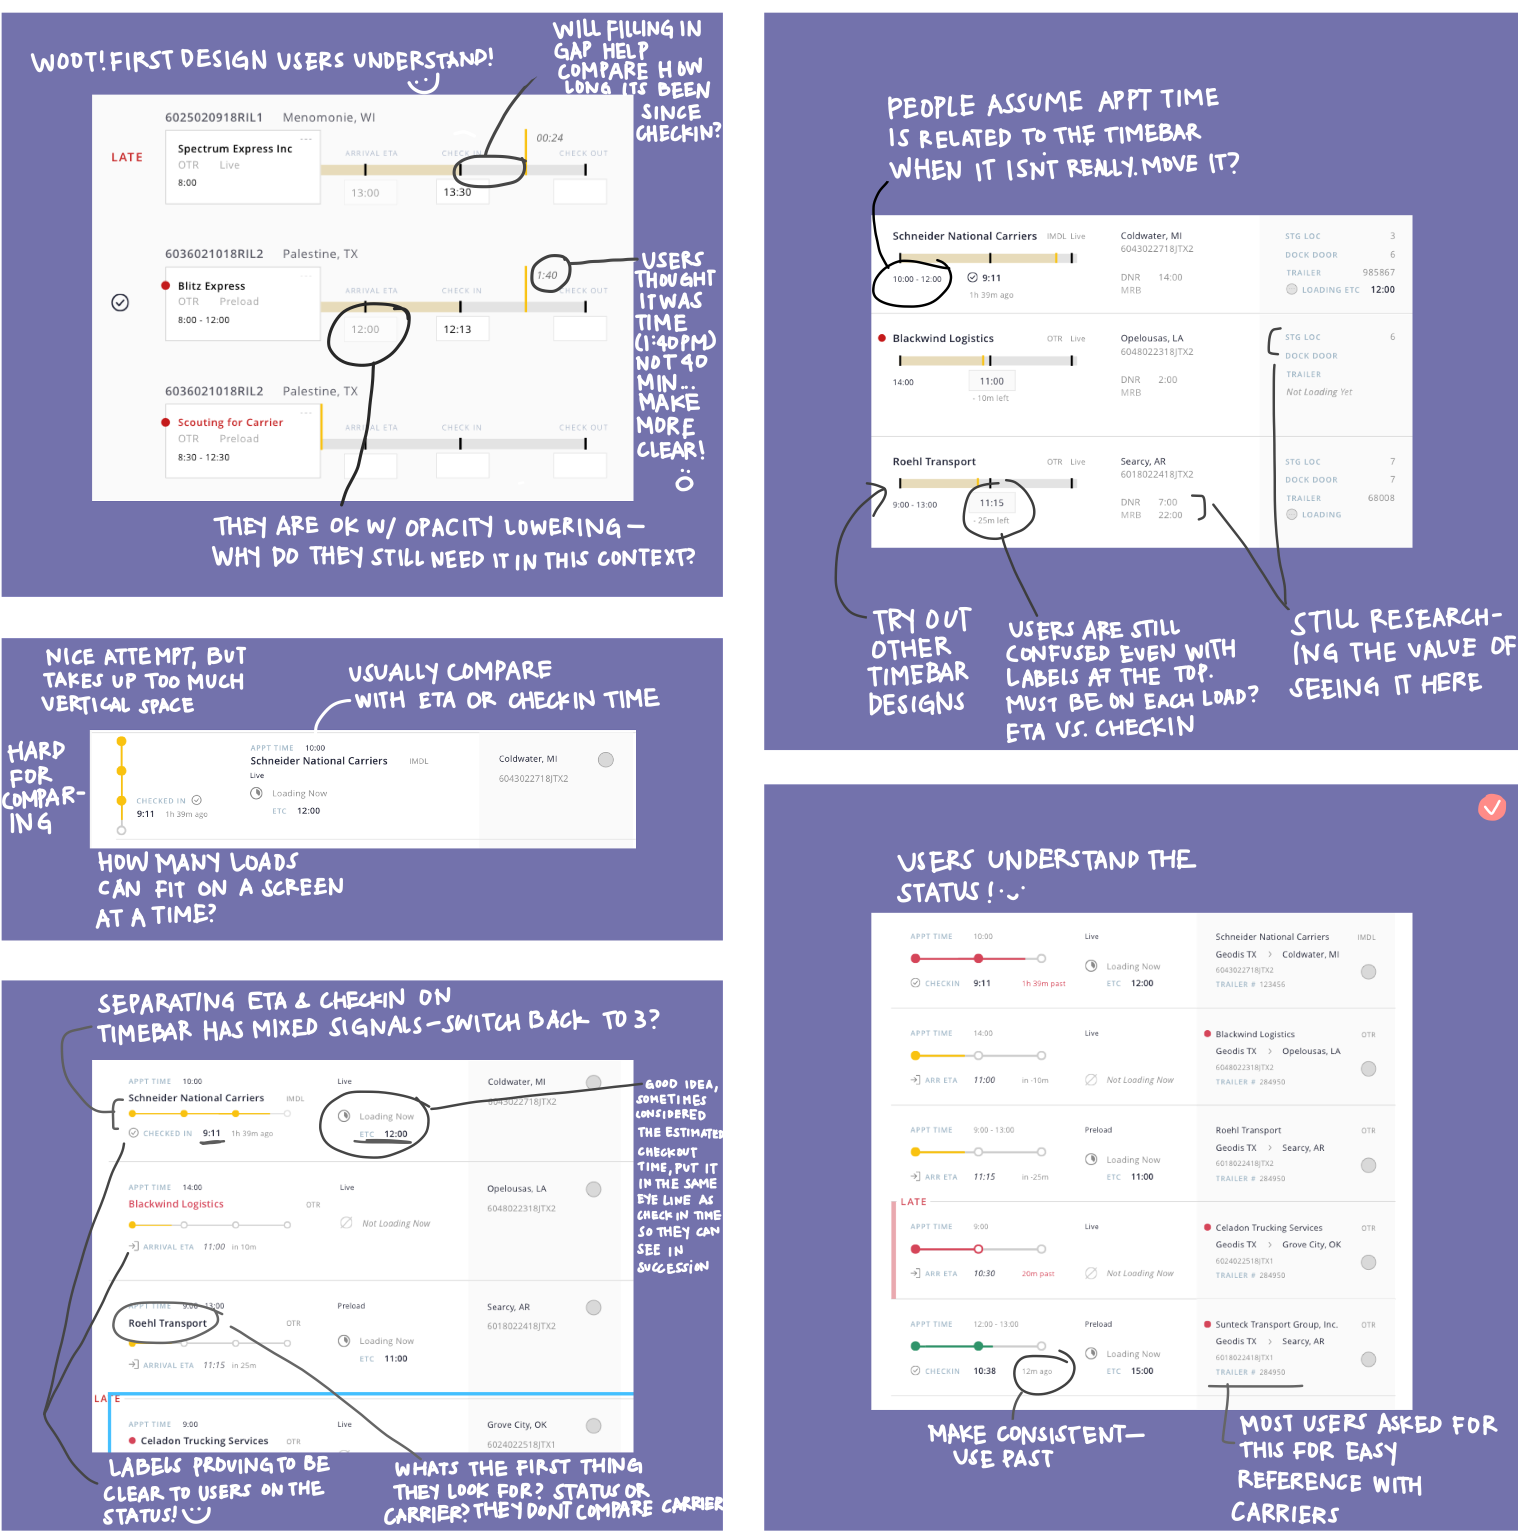 WOOT! FIRST DESIGN USERS UNDERSTAND!
WILL FILLING IN
GAP HELP
COMPARE HOW
LONG ITS BEEN
SINCE
CHECKIN?
6025020918RIL1 Menomonie, WI
LATE
Spectrum Express Inc
OTR Live
8:00
ARRIVAL ETA CHECK IN CHECK OUT
00:24
13:00 13:30
6036021018RIL2 Palestine, TX
Blitz Express
OTR Preload
8:00 - 12:00
ARRIVAL ETA CHECK IN CHECK OUT
1:40
12:00 12:13
USERS
THOUGHT
IT WAS
TIME
(1:40PM)
NOT 40
MIN...
MAKE
MORE
CLEAR!
6036021018RIL2 Palestine, TX
Scouting for Carrier
OTR Preload
8:30 - 12:30
ARRIVAL ETA CHECK IN CHECK OUT
THEY ARE OK W/ OPACITY LOWERING—
WHY DO THEY STILL NEED IT IN THIS CONTEXT?
PEOPLE ASSUME APPT TIME
IS RELATED TO THE TIMEBAR
WHEN IT ISNT REALLY. MOVE IT?
Schneider National Carriers IMDL Live
10:00 - 12:00 9:11
1h 39m ago
Coldwater, MI
6043022718JTX2
DNR 14:00
MRB
STG LOC 3
DOCK DOOR 6
TRAILER 985867
LOADING ETC 12:00
Blackwind Logistics OTR Live
14:00 11:00
- 10m left
Opelousas, LA
6048022318JTX2
DNR 2:00
MRB
STG LOC 6
DOCK DOOR
TRAILER
Not Loading Yet
Roehl Transport OTR Live
9:00 - 13:00 11:15
- 25m left
Searcy, AR
6018022418JTX2
DNR 7:00
MRB 22:00
STG LOC 7
DOCK DOOR 7
TRAILER 68008
LOADING
TRY OUT
OTHER
TIMEBAR
DESIGNS
USERS ARE STILL
CONFUSED EVEN WITH
LABELS AT THE TOP.
MUST BE ON EACH LOAD?
ETA VS. CHECKIN
STILL RESEARCH-
ING THE VALUE OF
SEEING IT HERE
NICE ATTEMPT, BUT
TAKES UP TOO MUCH
VERTICAL SPACE
USUALLY COMPARE
WITH ETA OR CHECKIN TIME
HARD
FOR
COMPAR-
ING
CHECKED IN
9:11 1h 39m ago
APPT TIME 10:00
Schneider National Carriers IMDL
Live
Loading Now
ETC 12:00
Coldwater, MI
6043022718JTX2
HOW MANY LOADS
CAN FIT ON A SCREEN
AT A TIME?
SEPARATING ETA & CHECKIN ON
TIMEBAR HAS MIXED SIGNALS—SWITCH BACK TO 3?
APPT TIME 10:00
Schneider National Carriers IMDL
CHECKED IN 9:11 1h 39m ago
Live
Loading Now
ETC 12:00
Coldwater, MI
6043022718JTX2
GOOD IDEA,
SOMETIMES
CONSIDERED
THE ESTIMATED
CHECKOUT
TIME, PUT IT
IN THE SAME
EYE LINE AS
CHECK IN TIME
SO THEY CAN
SEE IN
SUCCESSION
APPT TIME 14:00
Blackwind Logistics OTR
ARRIVAL ETA 11:00 in 10m
Live
Not Loading Now
Opelousas, LA
6048022318JTX2
APPT TIME 9:00 - 13:00
Roehl Transport OTR
ARRIVAL ETA 11:15 in 25m
Preload
Loading Now
ETC 11:00
Searcy, AR
6018022418JTX2
LATE
APPT TIME 9:00
Celadon Trucking Services OTR
Live
Grove City, OK
6024022518JTX1
LABELS PROVING TO BE
CLEAR TO USERS ON THE
STATUS!
WHATS THE FIRST THING
THEY LOOK FOR? STATUS OR
CARRIER? THEY DONT COMPARE CARRIER
USERS UNDERSTAND THE
STATUS!
APPT TIME 10:00
CHECKIN 9:11 1h 39m past
Live
Loading Now
ETC 12:00
Schneider National Carriers IMDL
Geodis TX > Coldwater, MI
6043022718JTX2
TRAILER # 123456
APPT TIME 14:00
ARR ETA 11:00 in -10m
Live
Not Loading Now
Blackwind Logistics OTR
Geodis TX > Opelousas, LA
6048022318JTX2
TRAILER # 284950
APPT TIME 9:00 - 13:00
ARR ETA 11:15 in -25m
Preload
Loading Now
ETC 11:00
Roehl Transport OTR
Geodis TX > Searcy, AR
6018022418JTX2
TRAILER # 284950
LATE
APPT TIME 9:00
ARR ETA 10:30 20m past
Live
Not Loading Now
Celadon Trucking Services OTR
Geodis TX > Grove City, OK
6024022518JTX1
TRAILER # 284950
APPT TIME 12:00 - 13:00
CHECKIN 10:38 12m ago
Preload
Loading Now
ETC 15:00
Sunteck Transport Group, Inc. OTR
Geodis TX > Searcy, AR
6018022418JTX1
TRAILER # 284950
MAKE CONSISTENT—
USE PAST
MOST USERS ASKED FOR
THIS FOR EASY
REFERENCE WITH
CARRIERS